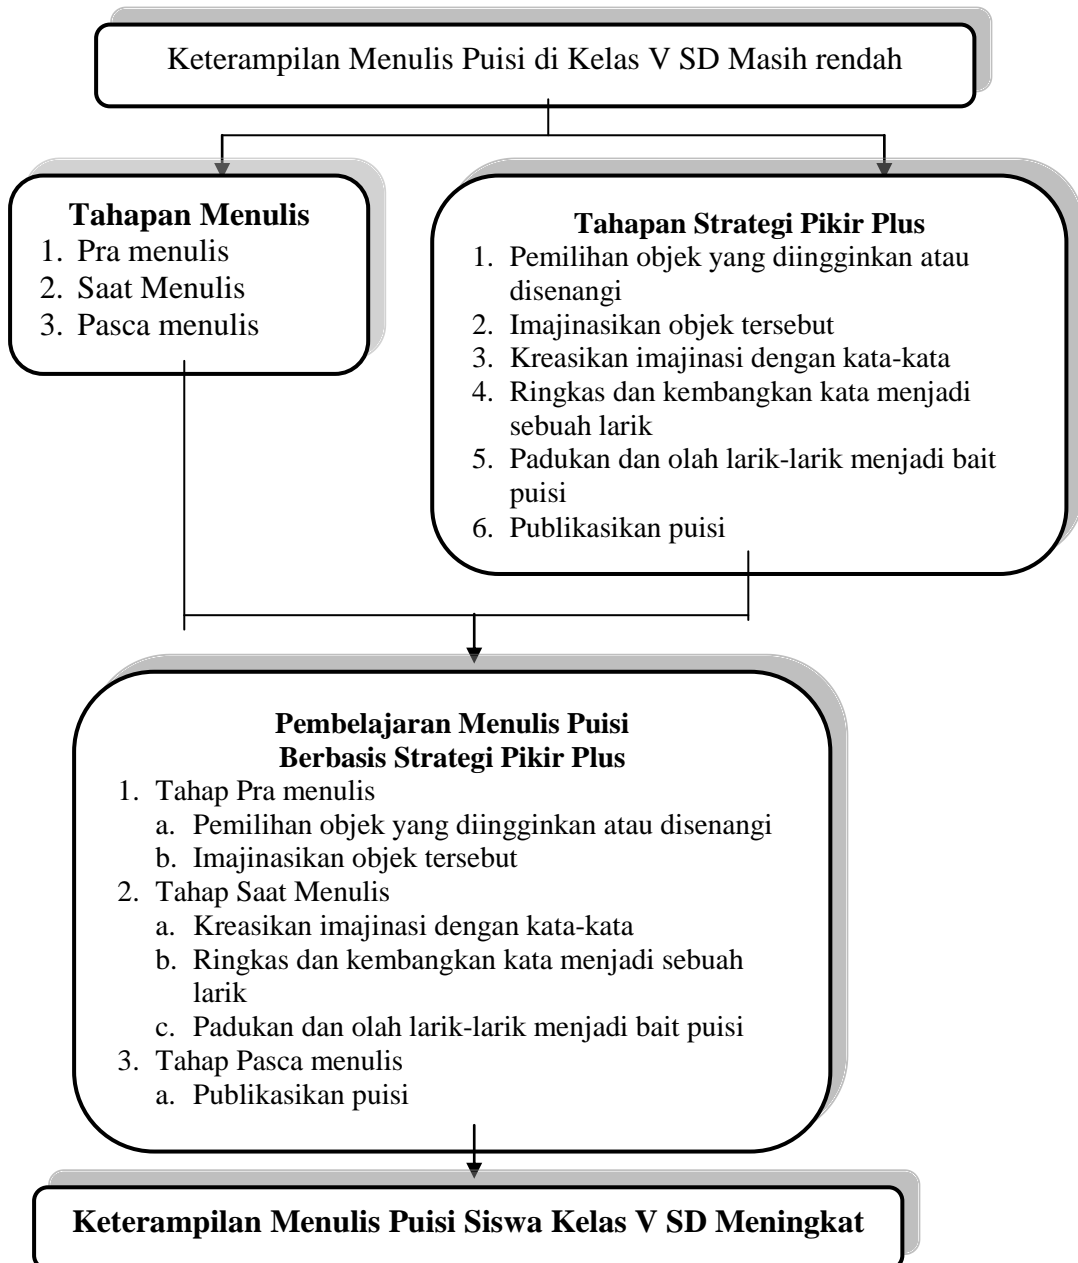 Keterampilan Menulis Puisi di Kelas V SD Masih rendah
Tahapan Menulis
1. Pra menulis
2. Saat Menulis
3. Pasca menulis
Tahapan Strategi Pikir Plus
1. Pemilihan objek yang diingginkan atau
disenangi
2. Imajinasikan objek tersebut
3. Kreasikan imajinasi dengan kata-kata
4. Ringkas dan kembangkan kata menjadi
sebuah larik
5. Padukan dan olah larik-larik menjadi bait
puisi
6. Publikasikan puisi
Pembelajaran Menulis Puisi
Berbasis Strategi Pikir Plus
1. Tahap Pra menulis
a. Pemilihan objek yang diingginkan atau disenangi
b. Imajinasikan objek tersebut
2. Tahap Saat Menulis
a. Kreasikan imajinasi dengan kata-kata
b. Ringkas dan kembangkan kata menjadi sebuah
larik
c. Padukan dan olah larik-larik menjadi bait puisi
3. Tahap Pasca menulis
a. Publikasikan puisi
Keterampilan Menulis Puisi Siswa Kelas V SD Meningkat